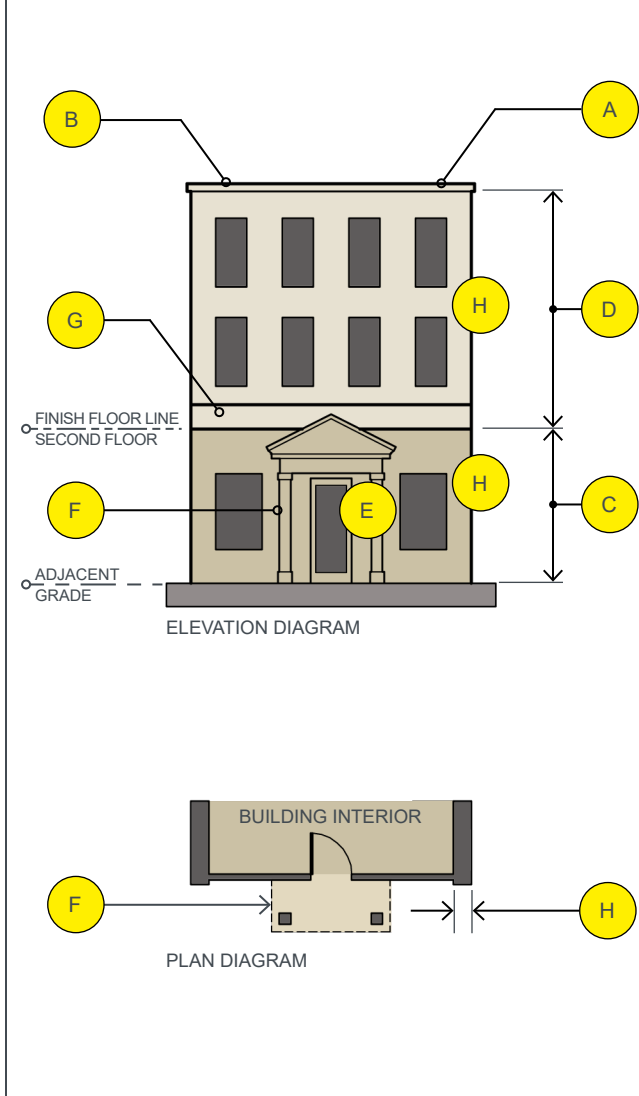 B
A
H
G
D
FINISH FLOOR LINE
SECOND FLOOR
H
F
E
C
ADJACENT
GRADE
ELEVATION DIAGRAM
BUILDING INTERIOR
F
H
PLAN DIAGRAM